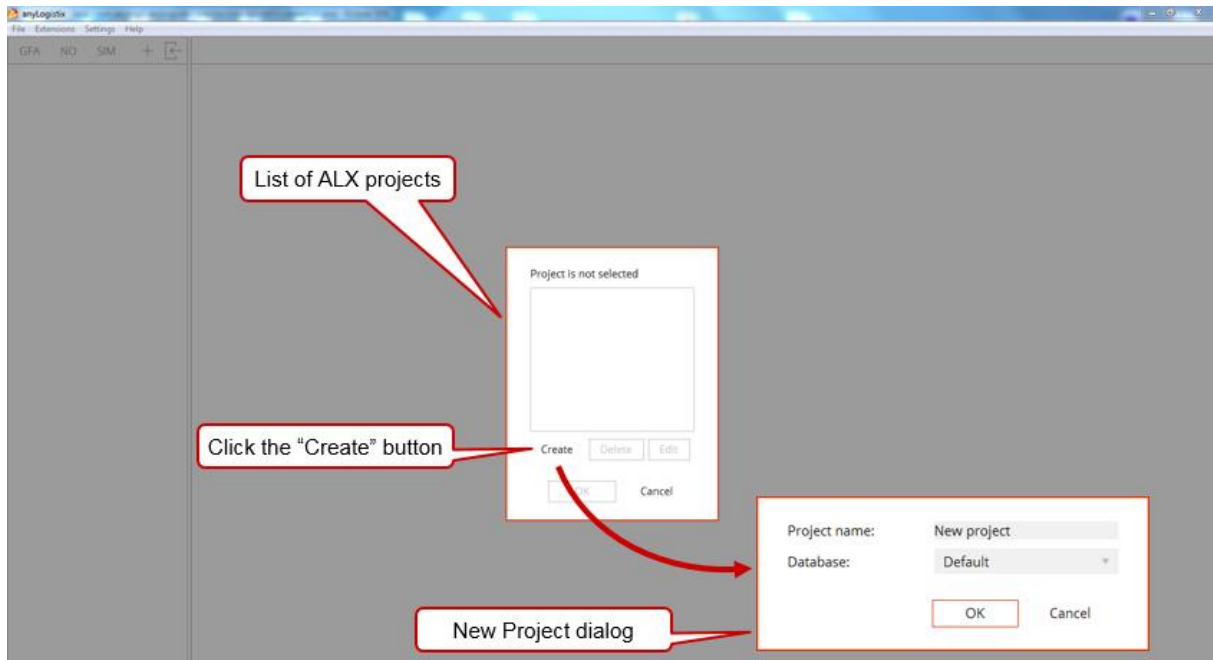 anyLogistix
File Extensions Settings Help
GFA NO SIM
List of ALX projects
Project is not selected
Click the “Create” button
Create Delete Edit
OK Cancel
Project name: New project
Database: Default
OK Cancel
New Project dialog